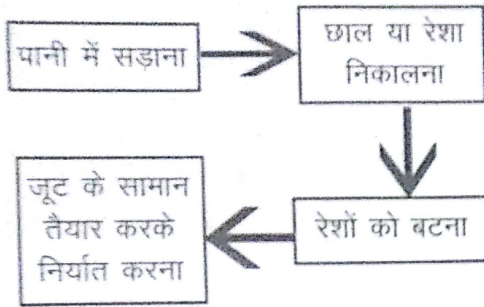 पानी में सड़ाना
छाल या रेशा
निकालना
रेशों को बटना
जूट के सामान
तैयार करके
निर्यात करना